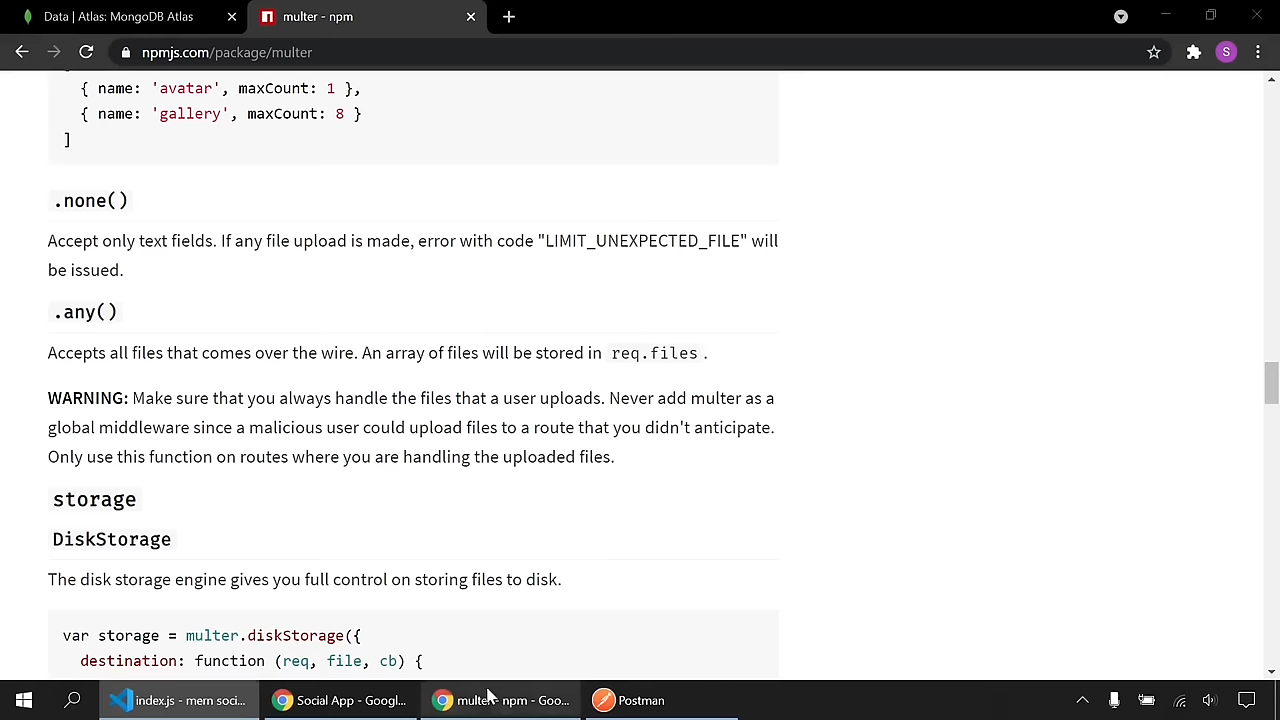 Data | Atlas: MongoDB Atlas
multer - npm
npmjs.com/package/multer
S
{ name: 'avatar', maxCount: 1 },
{ name: 'gallery', maxCount: 8 }
]
.none()
Accept only text fields. If any file upload is made, error with code "LIMIT_UNEXPECTED_FILE" will
be issued.
.any()
Accepts all files that comes over the wire. An array of files will be stored in req.files .
WARNING: Make sure that you always handle the files that a user uploads. Never add multer as a
global middleware since a malicious user could upload files to a route that you didn't anticipate.
Only use this function on routes where you are handling the uploaded files.
storage
DiskStorage
The disk storage engine gives you full control on storing files to disk.
var storage = multer.diskStorage({
destination: function (req, file, cb) {
index.js - mern soci...
Social App - Googl...
multer - npm - Goo...
Postman